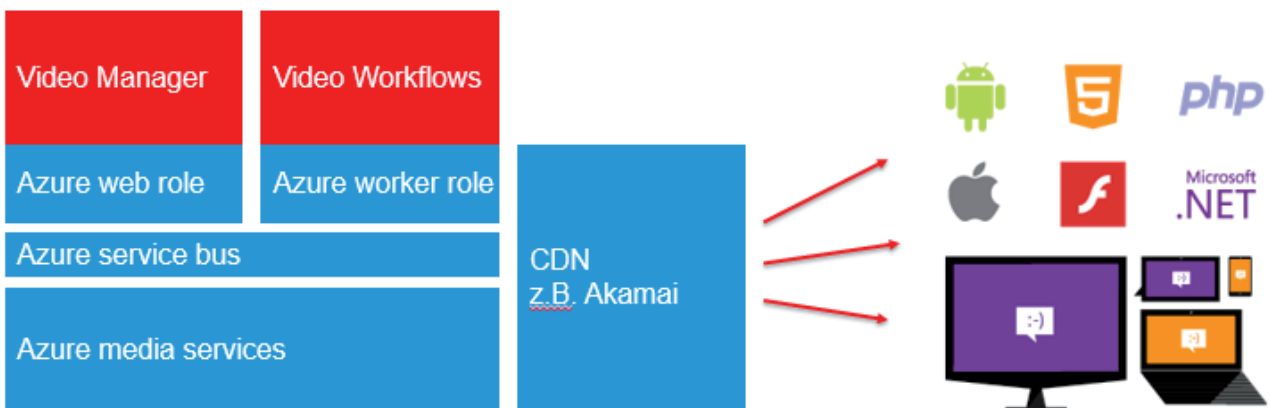 Video Manager
Video Workflows
Azure web role
Azure worker role
Azure service bus
Azure media services
CDN
z.B. Akamai
5
php
Microsoft
.NET
:-)
:-)
:-)
:-)